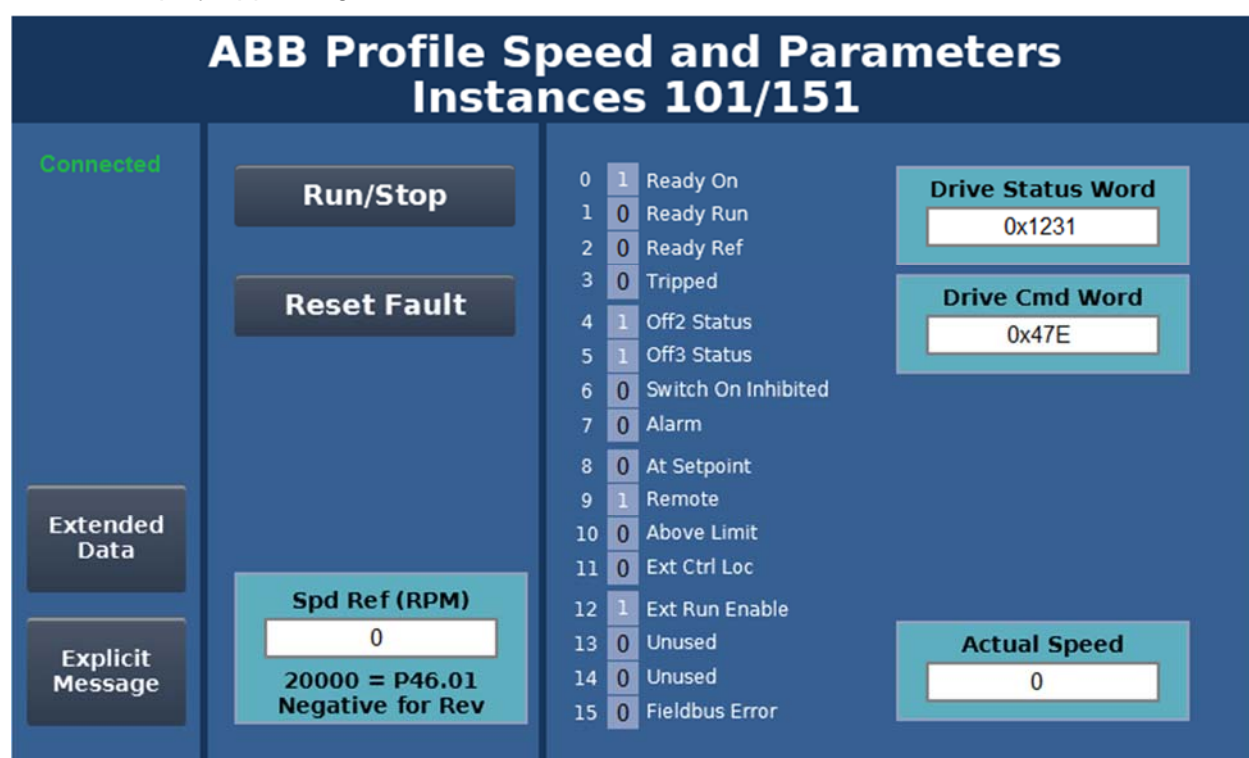 ABB Profile Speed and Parameters
Instances 101/151
Connected
Run/Stop
Reset Fault
Extended
Data
Explicit
Message
Spd Ref (RPM)
0
20000 = P46.01
Negative for Rev
0 1 Ready On
1 0 Ready Run
2 0 Ready Ref
3 0 Tripped
4 1 Off2 Status
5 1 Off3 Status
6 0 Switch On Inhibited
7 0 Alarm
8 0 At Setpoint
9 1 Remote
10 0 Above Limit
11 0 Ext Ctrl Loc
12 1 Ext Run Enable
13 0 Unused
14 0 Unused
15 0 Fieldbus Error
Drive Status Word
0x1231
Drive Cmd Word
0x47E
Actual Speed
0